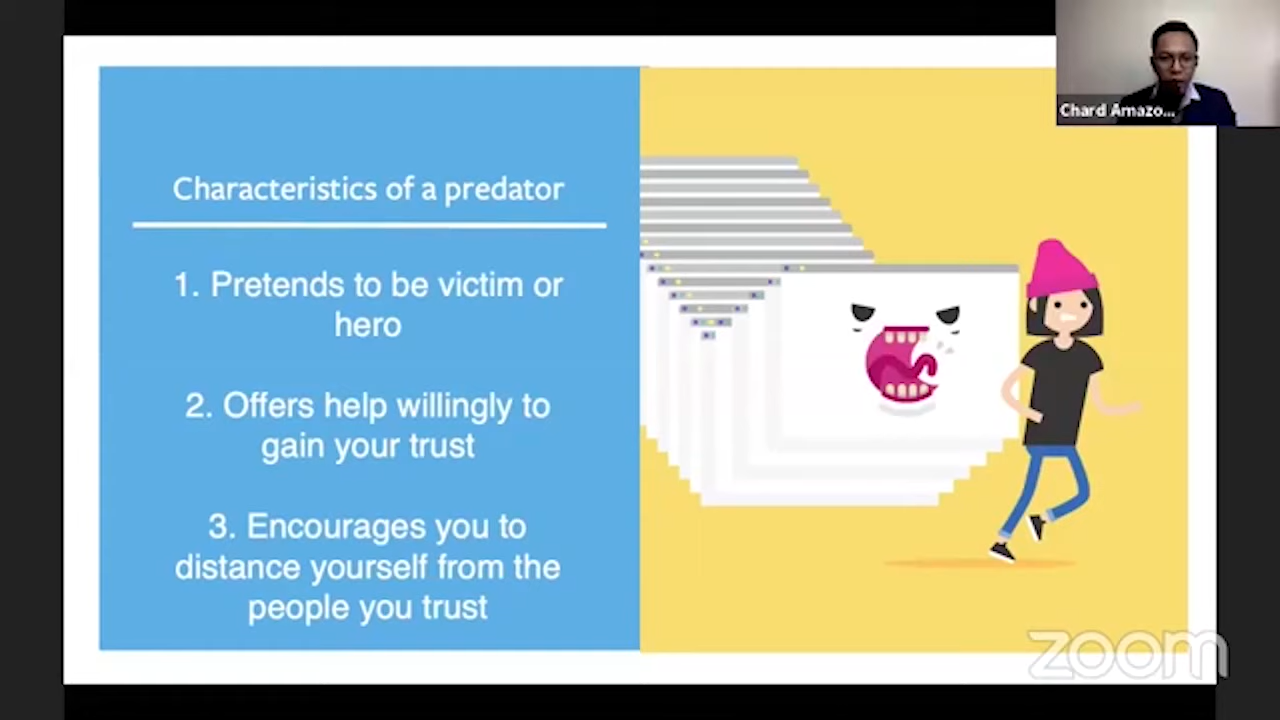 Characteristics of a predator
1. Pretends to be victim or
hero
2. Offers help willingly to
gain your trust
3. Encourages you to
distance yourself from the
people you trust
Chard Amazo...
zoom